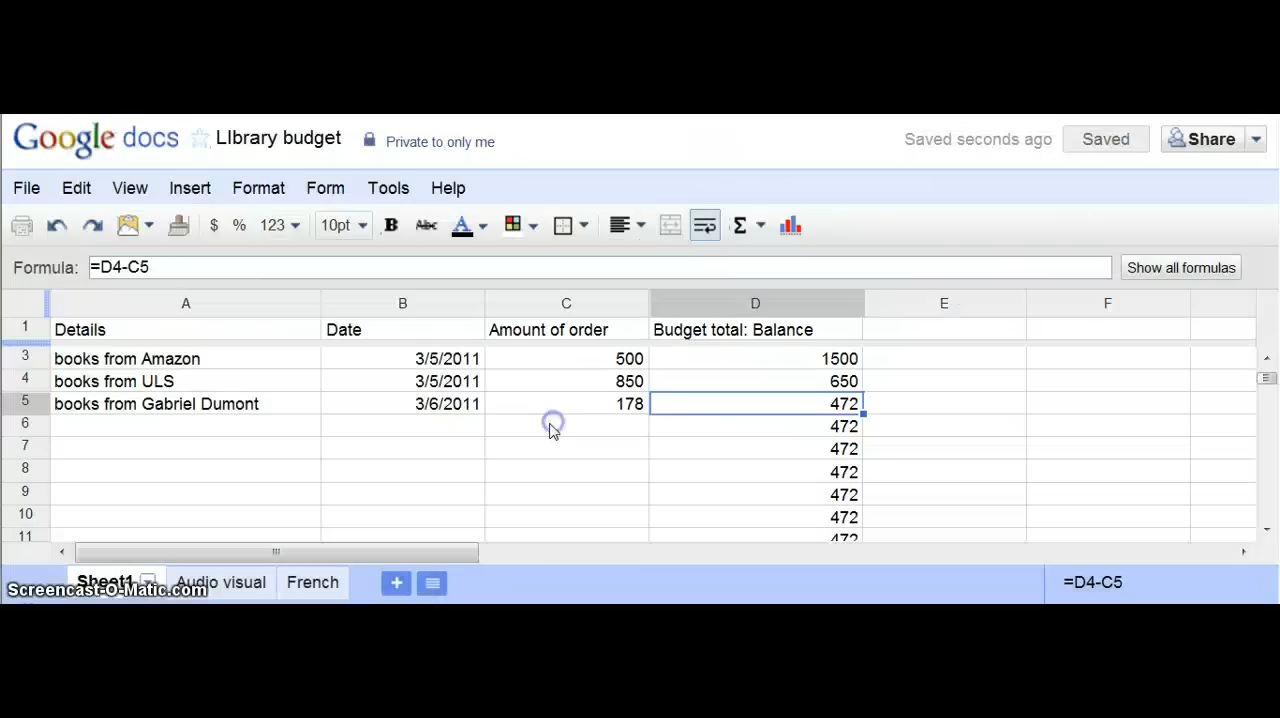 Google docs LIbrary budget Private to only me Saved seconds ago Saved Share
File Edit View Insert Format Form Tools Help
$ % 123 10pt B Abc A Σ
Formula: =D4-C5 Show all formulas
A B C D E F
1 Details Date Amount of order Budget total: Balance
3 books from Amazon 3/5/2011 500 1500
4 books from ULS 3/5/2011 850 650
5 books from Gabriel Dumont 3/6/2011 178 472
6 472
7 472
8 472
9 472
10 472
11 472
Sheet1 Audio visual French + =D4-C5
Screencast-O-Matic.com